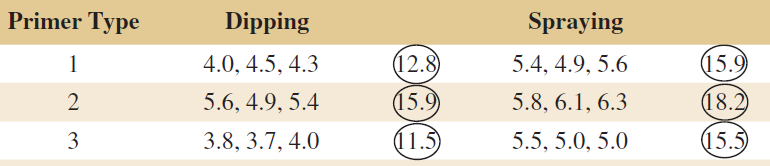 Primer Type Dipping Spraying
1 4.0, 4.5, 4.3 12.8 5.4, 4.9, 5.6 15.9
2 5.6, 4.9, 5.4 15.9 5.8, 6.1, 6.3 18.2
3 3.8, 3.7, 4.0 11.5 5.5, 5.0, 5.0 15.5